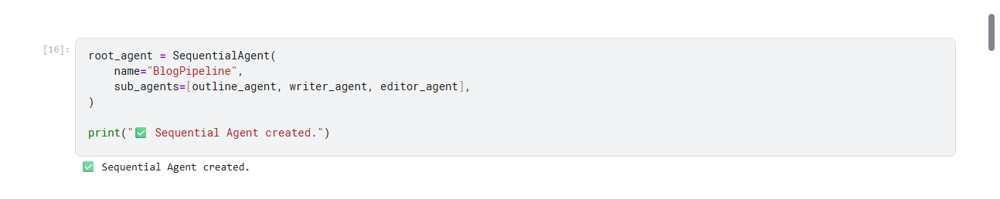 [16]:
root_agent = SequentialAgent(
    name="BlogPipeline",
    sub_agents=[outline_agent, writer_agent, editor_agent],
)
print("✅ Sequential Agent created.")
✅ Sequential Agent created.